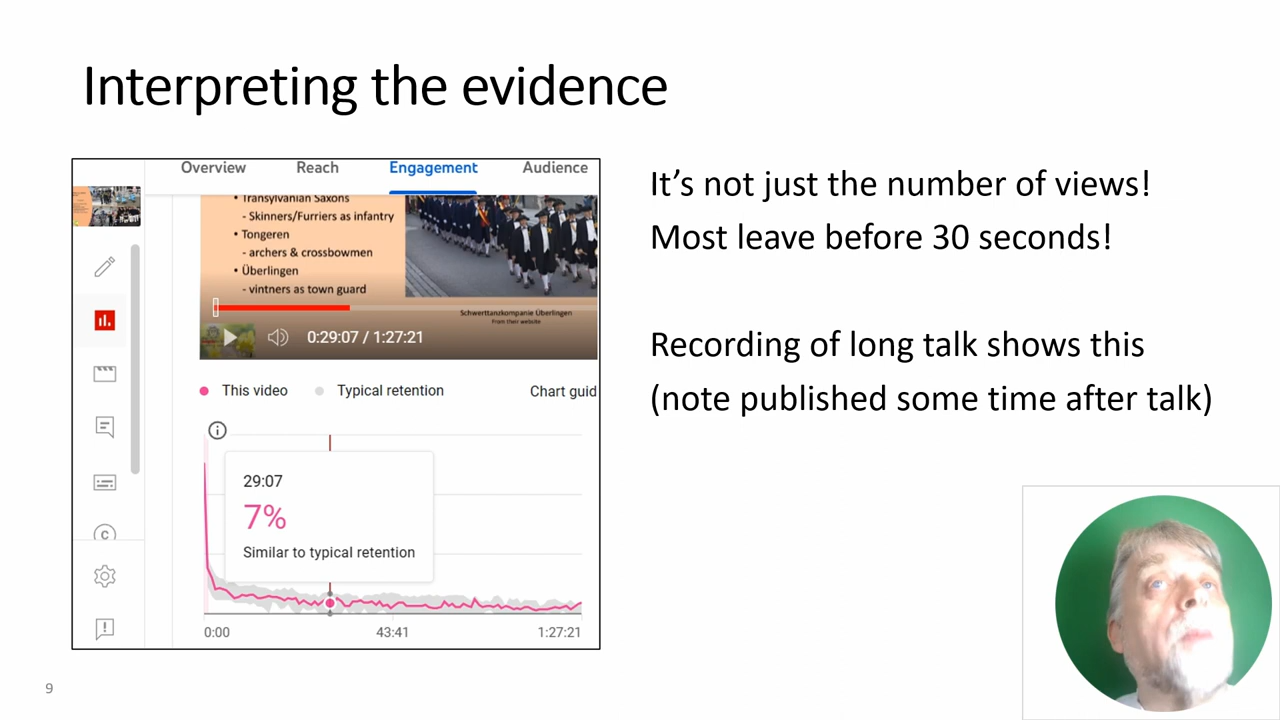 Interpreting the evidence
Overview Reach Engagement Audience
Transylvanian Saxons
- Skinners/Furriers as infantry
• Tongeren
- archers & crossbowmen
• Überlingen
- vintners as town guard
Schwerttanzkompanie Überlingen
From their website
0:29:07 / 1:27:21
This video Typical retention Chart guid
29:07
7%
Similar to typical retention
0:00 43:41 1:27:21
It's not just the number of views!
Most leave before 30 seconds!
Recording of long talk shows this
(note published some time after talk)
9